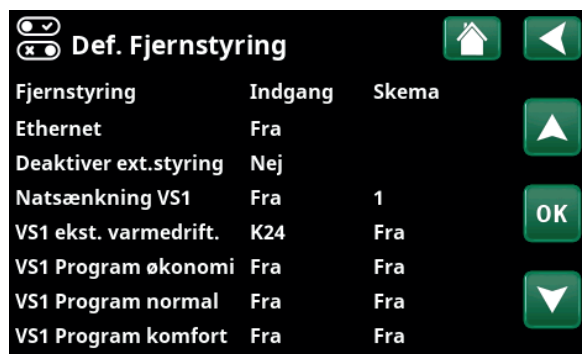 Def. Fjernstyring
Fjernstyring Indgang Skema
Ethernet Fra
Deaktiver ext.styring Nej
Natsænkning VS1 Fra 1
OK
VS1 ekst. varmedrift. K24 Fra
VS1 Program økonomi Fra Fra
VS1 Program normal Fra Fra
VS1 Program komfort Fra Fra